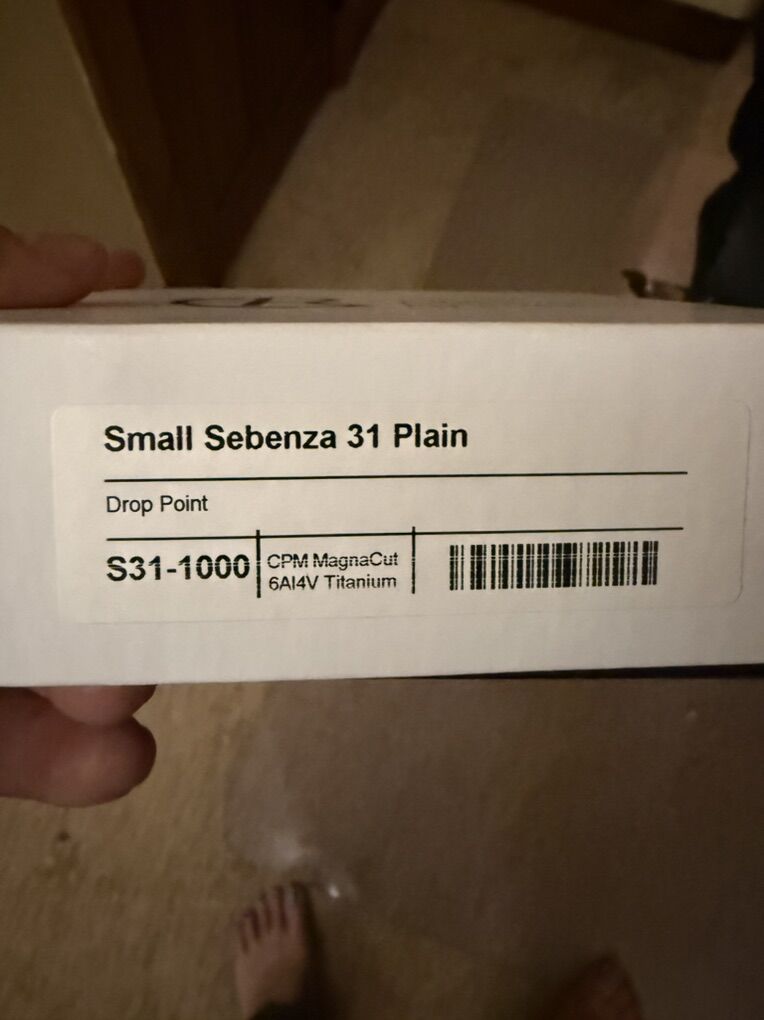 Small Sebenza 31 Plain
Drop Point
S31-1000
CPM MagnaCut
6Al4V Titanium